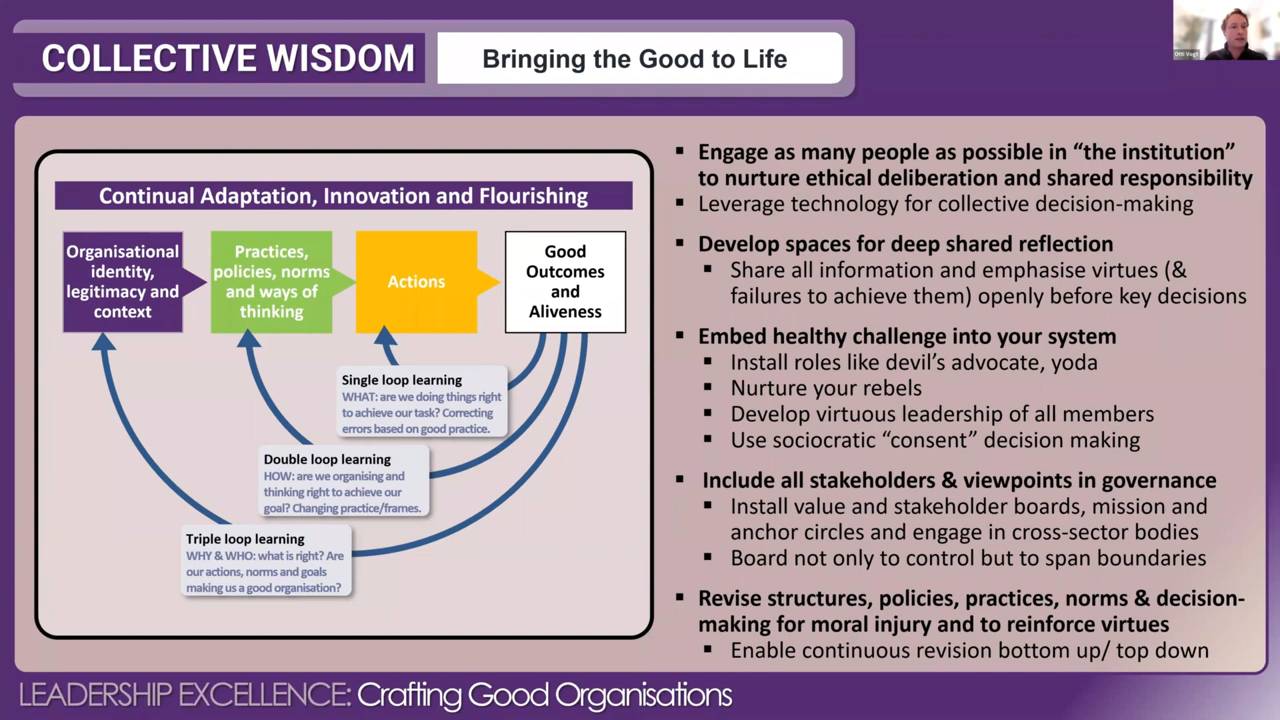 COLLECTIVE WISDOM
Bringing the Good to Life
Otti Vogt
Continual Adaptation, Innovation and Flourishing
Organisational
identity,
legitimacy and
context
Practices,
policies, norms
and ways of
thinking
Actions
Good
Outcomes
and
Aliveness
Single loop learning
WHAT: are we doing things right
to achieve our task? Correcting
errors based on good practice.
Double loop learning
HOW: are we organising and
thinking right to achieve our
goal? Changing practice/frames.
Triple loop learning
WHY & WHO: what is right? Are
our actions, norms and goals
making us a good organisation?
▪ Engage as many people as possible in “the institution”
to nurture ethical deliberation and shared responsibility
▪ Leverage technology for collective decision-making
▪ Develop spaces for deep shared reflection
▪ Share all information and emphasise virtues (&
failures to achieve them) openly before key decisions
▪ Embed healthy challenge into your system
▪ Install roles like devil’s advocate, yoda
▪ Nurture your rebels
▪ Develop virtuous leadership of all members
▪ Use sociocratic “consent” decision making
▪ Include all stakeholders & viewpoints in governance
▪ Install value and stakeholder boards, mission and
anchor circles and engage in cross-sector bodies
▪ Board not only to control but to span boundaries
▪ Revise structures, policies, practices, norms & decision-
making for moral injury and to reinforce virtues
▪ Enable continuous revision bottom up/ top down
LEADERSHIP EXCELLENCE: Crafting Good Organisations